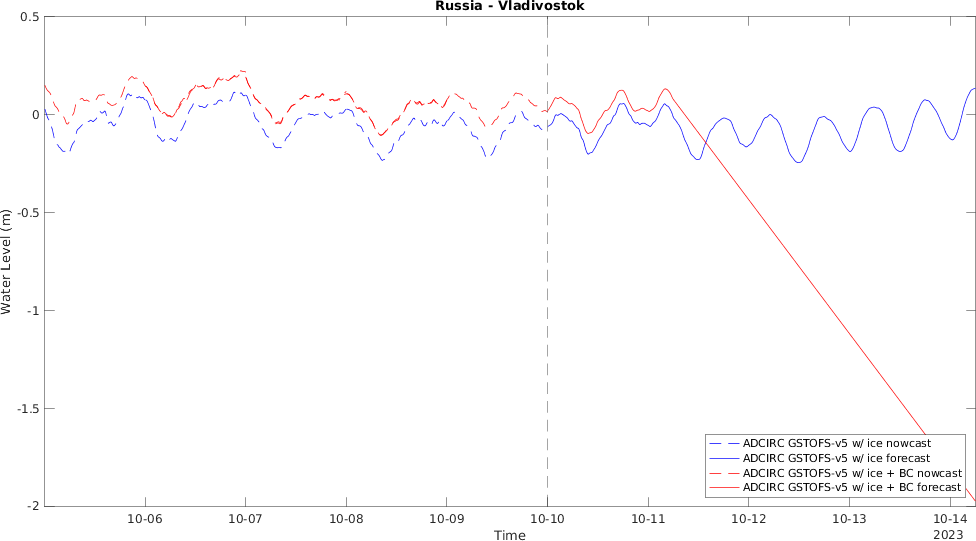 Russia - Vladivostok
0.5
0
-0.5
-1
-1.5
-2
Water Level (m)
10-06
10-07
10-08
10-09
10-10
10-11
10-12
10-13
10-14
Time
2023
ADCIRC GSTOFS-v5 w/ ice nowcast
ADCIRC GSTOFS-v5 w/ ice forecast
ADCIRC GSTOFS-v5 w/ ice + BC nowcast
ADCIRC GSTOFS-v5 w/ ice + BC forecast